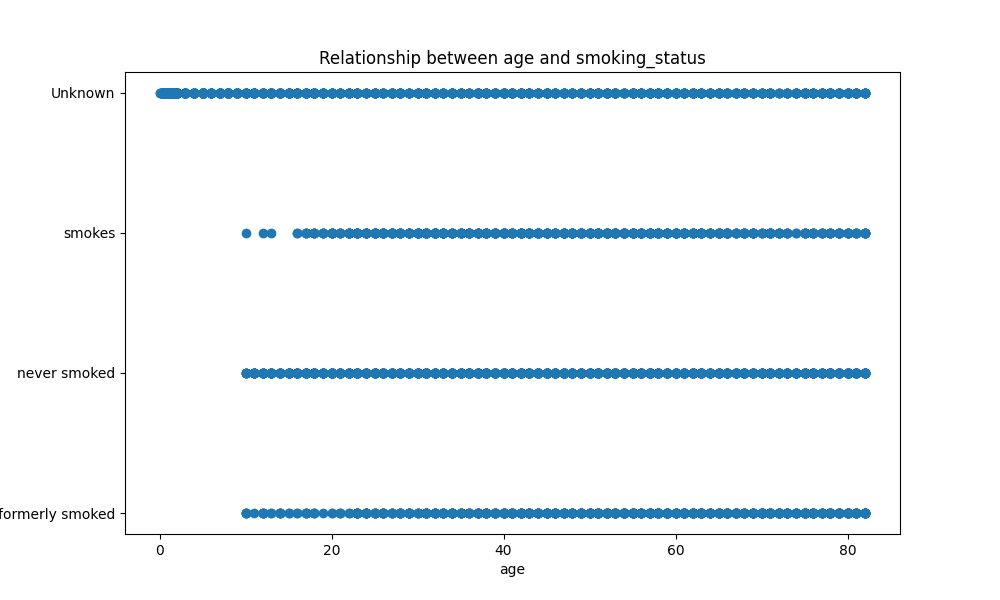 Relationship between age and smoking_status
Unknown
smokes
never smoked
formerly smoked
0 20 40 60 80
age